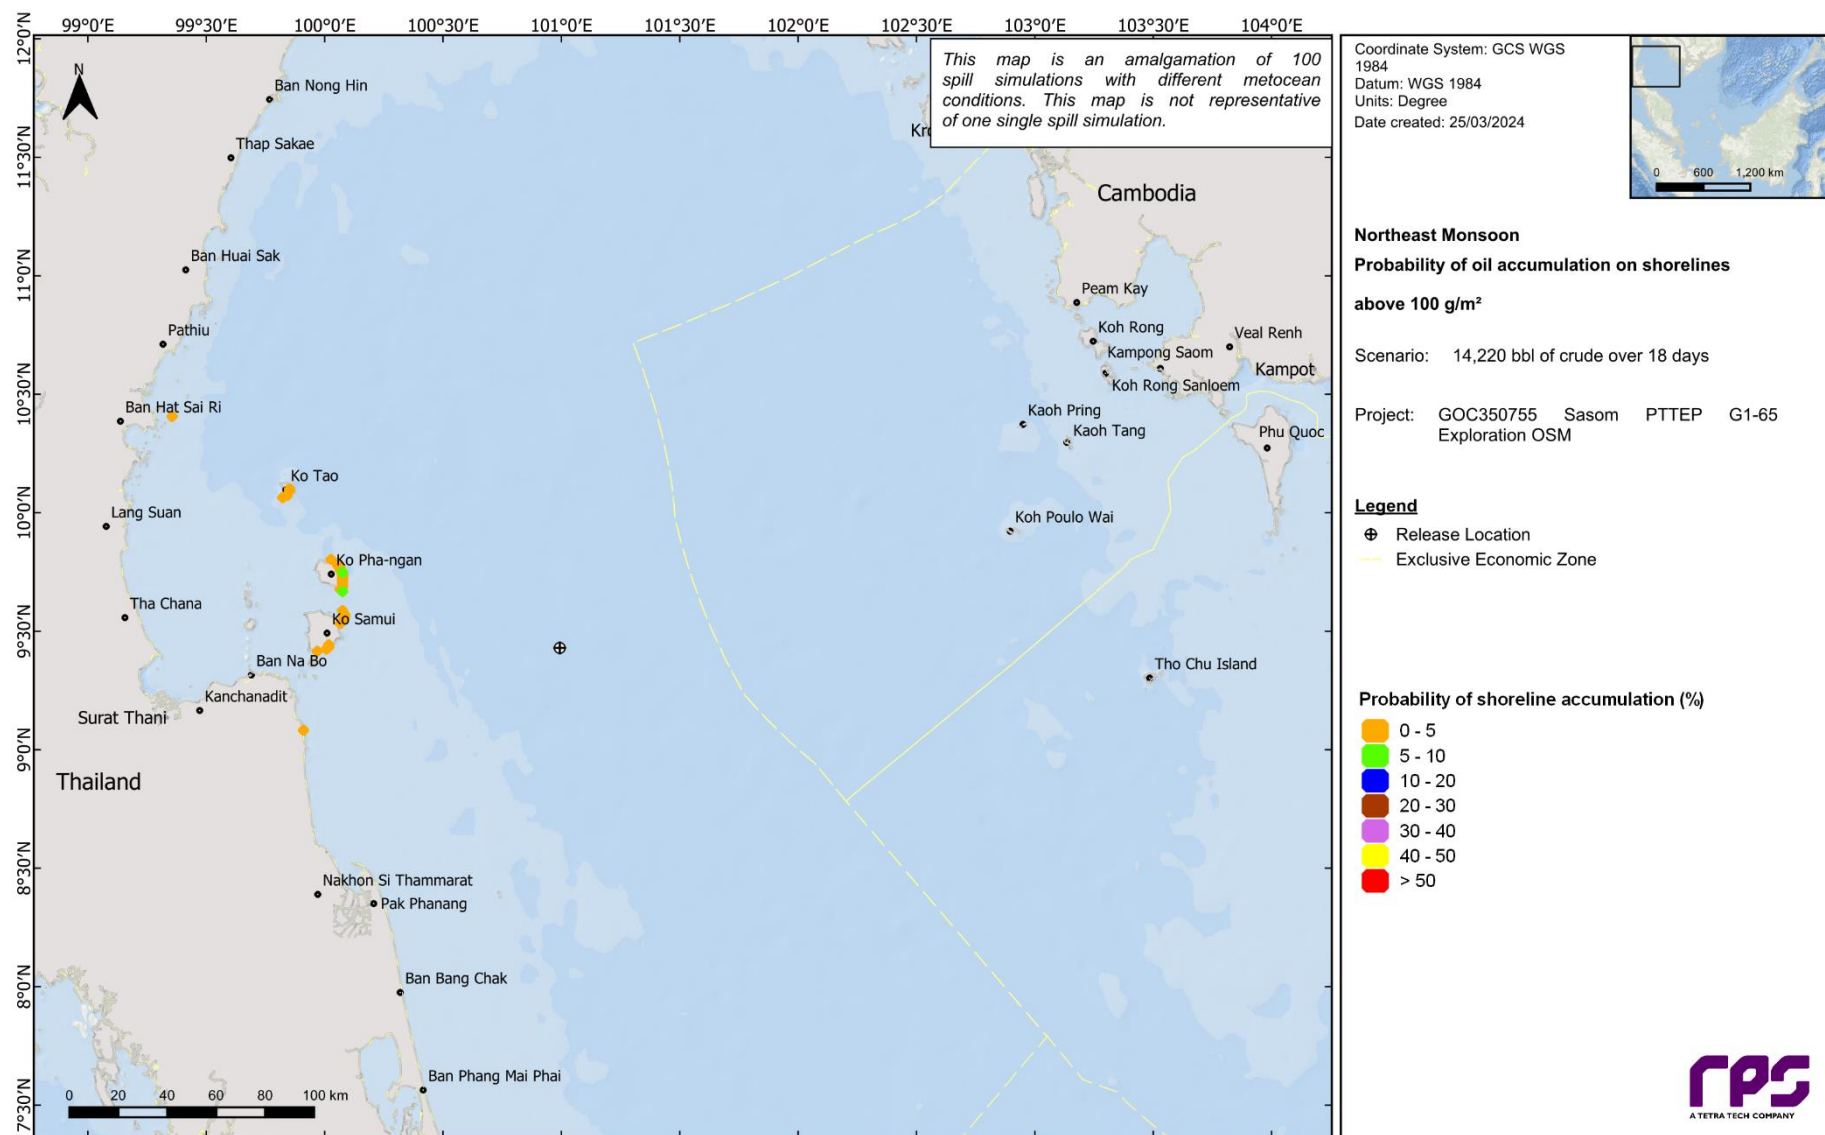 99°0′E 99°30′E 100°0′E 100°30′E 101°0′E 101°30′E 102°0′E 102°30′E 103°0′E 103°30′E 104°0′E
12°0′N
11°30′N
11°0′N
10°30′N
10°0′N
9°30′N
9°0′N
8°30′N
8°0′N
7°30′N
N
This map is an amalgamation of 100
spill simulations with different metocean
conditions. This map is not representative
of one single spill simulation.
Ban Nong Hin
Thap Sakae
Ban Huai Sak
Pathiu
Ban Hat Sai Ri
Ko Tao
Lang Suan
Ko Pha-ngan
Tha Chana
Ko Samui
Ban Na Bo
Kanchanadit
Surat Thani
Thailand
Nakhon Si Thammarat
Pak Phanang
Ban Bang Chak
Ban Phang Mai Phai
Cambodia
Peam Kay
Koh Rong
Veal Renh
Kampong Saom
Kampot
Koh Rong Sanloem
Kaoh Pring
Kaoh Tang
Phu Quoc
Koh Poulo Wai
Tho Chu Island
0 20 40 60 80 100 km
Coordinate System: GCS WGS
1984
Datum: WGS 1984
Units: Degree
Date created: 25/03/2024
0 600 1,200 km
Northeast Monsoon
Probability of oil accumulation on shorelines
above 100 g/m²
Scenario: 14,220 bbl of crude over 18 days
Project: GOC350755 Sasom PTTEP G1-65
Exploration OSM
Legend
Release Location
Exclusive Economic Zone
Probability of shoreline accumulation (%)
0 - 5
5 - 10
10 - 20
20 - 30
30 - 40
40 - 50
> 50
rps
A TETRA TECH COMPANY